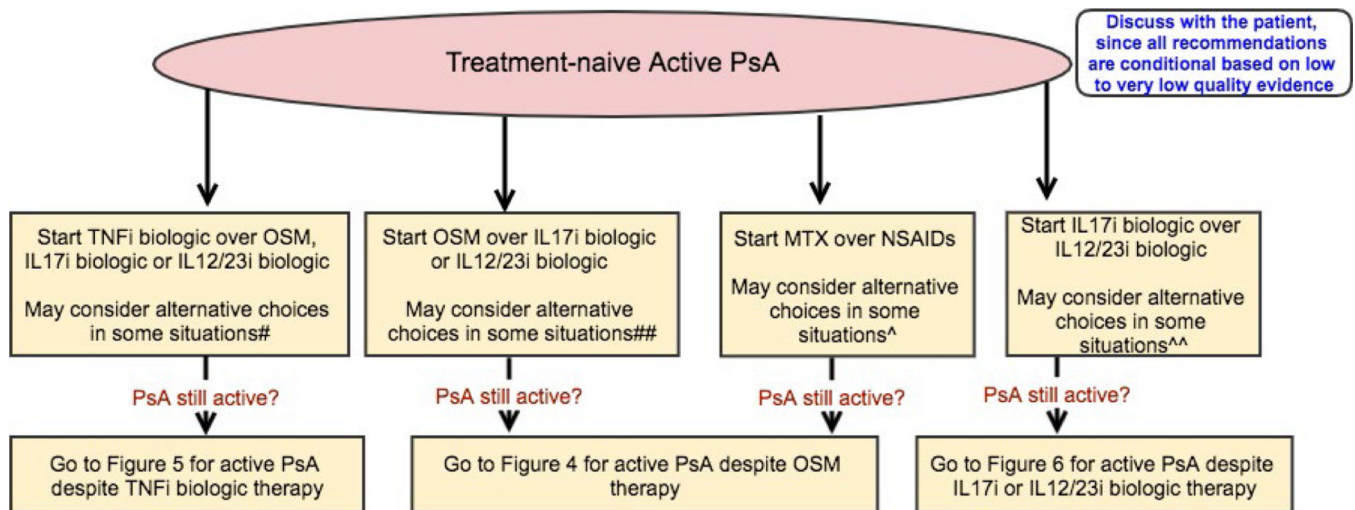 Treatment-naive Active PsA
Discuss with the patient,
since all recommendations
are conditional based on low
to very low quality evidence
Start TNFi biologic over OSM,
IL17i biologic or IL12/23i biologic
May consider alternative choices
in some situations#
Start OSM over IL17i biologic
or IL12/23i biologic
May consider alternative
choices in some situations##
Start MTX over NSAIDs
May consider alternative
choices in some
situations^
Start IL17i biologic over
IL12/23i biologic
May consider alternative
choices in some
situations^^
PsA still active?
PsA still active?
PsA still active?
PsA still active?
Go to Figure 5 for active PsA
despite TNFi biologic therapy
Go to Figure 4 for active PsA despite OSM
therapy
Go to Figure 6 for active PsA despite
IL17i or IL12/23i biologic therapy